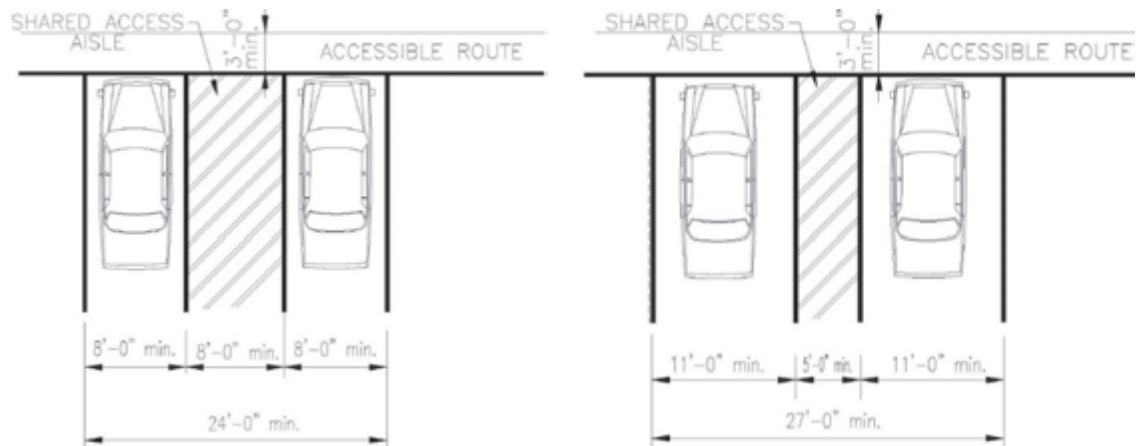 SHARED ACCESS
AISLE
3'-0"
min.
ACCESSIBLE ROUTE
8'-0" min.
8'-0" min.
8'-0" min.
24'-0" min.
SHARED ACCESS
AISLE
3'-0"
min.
ACCESSIBLE ROUTE
11'-0" min.
5'-0" min.
11'-0" min.
27'-0" min.